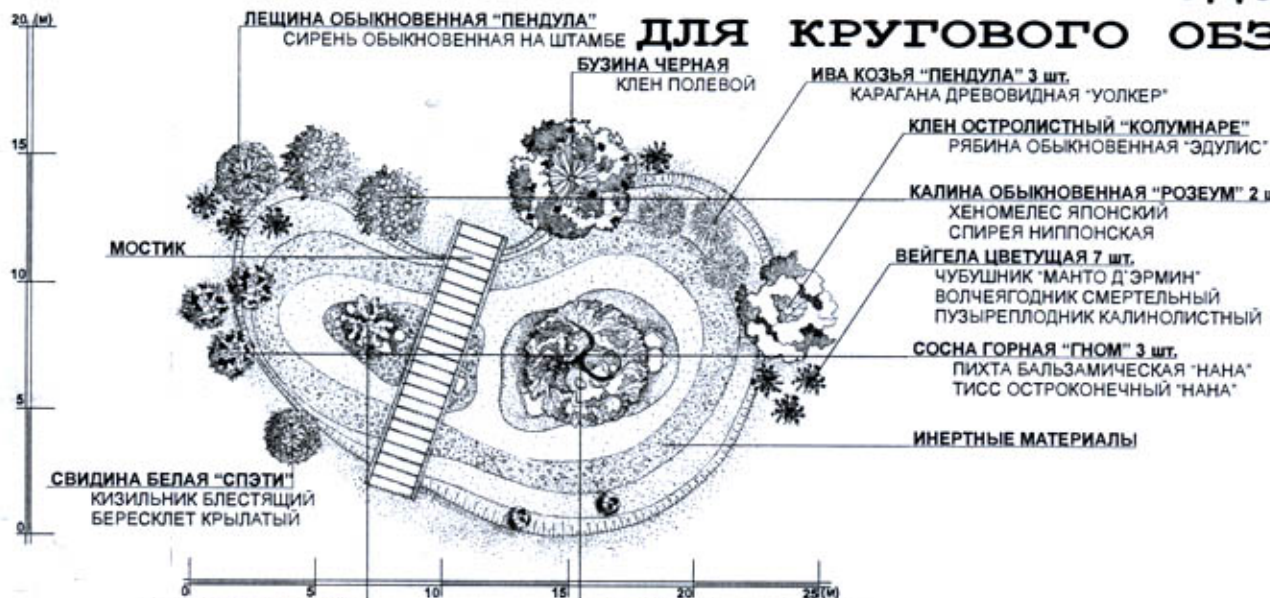 ДЛЯ КРУГОВОГО
20 (м)
ЛЕЩИНА ОБЫКНОВЕННАЯ “ПЕНДУЛА”
СИРЕНЬ ОБЫКНОВЕННАЯ НА ШТАМБЕ
БУЗИНА ЧЕРНАЯ
КЛЕН ПОЛЕВОЙ
ИВА КОЗЬЯ “ПЕНДУЛА” 3 шт.
КАРАГАНА ДРЕВОВИДНАЯ “УОЛКЕР”
КЛЕН ОСТРОЛИСТНЫЙ “КОЛУМНАРЕ”
РЯБИНА ОБЫКНОВЕННАЯ “ЭДУЛИС”
15
КАЛИНА ОБЫКНОВЕННАЯ “РОЗЕУМ” 2
ХЕНОМЕЛЕС ЯПОНСКИЙ
СПИРЕЯ НИППОНСКАЯ
МОСТИК
ВЕЙГЕЛА ЦВЕТУЩАЯ 7 шт.
ЧУБУШНИК “МАНТО Д’ЭРМИН”
ВОЛЧЕЯГОДНИК СМЕРТЕЛЬНЫЙ
ПУЗЫРЕПЛОДНИК КАЛИНОЛИСТНЫЙ
10
СОСНА ГОРНАЯ “ГНОМ” 3 шт.
ПИХТА БАЛЬЗАМИЧЕСКАЯ “НАНА”
ТИСС ОСТРОКОНЕЧНЫЙ “НАНА”
5
ИНЕРТНЫЕ МАТЕРИАЛЫ
СВИДИНА БЕЛАЯ “СПЭТИ”
КИЗИЛЬНИК БЛЕСТЯЩИЙ
БЕРЕСКЛЕТ КРЫЛАТЫЙ
0
0 5 10 15 20 25(м)